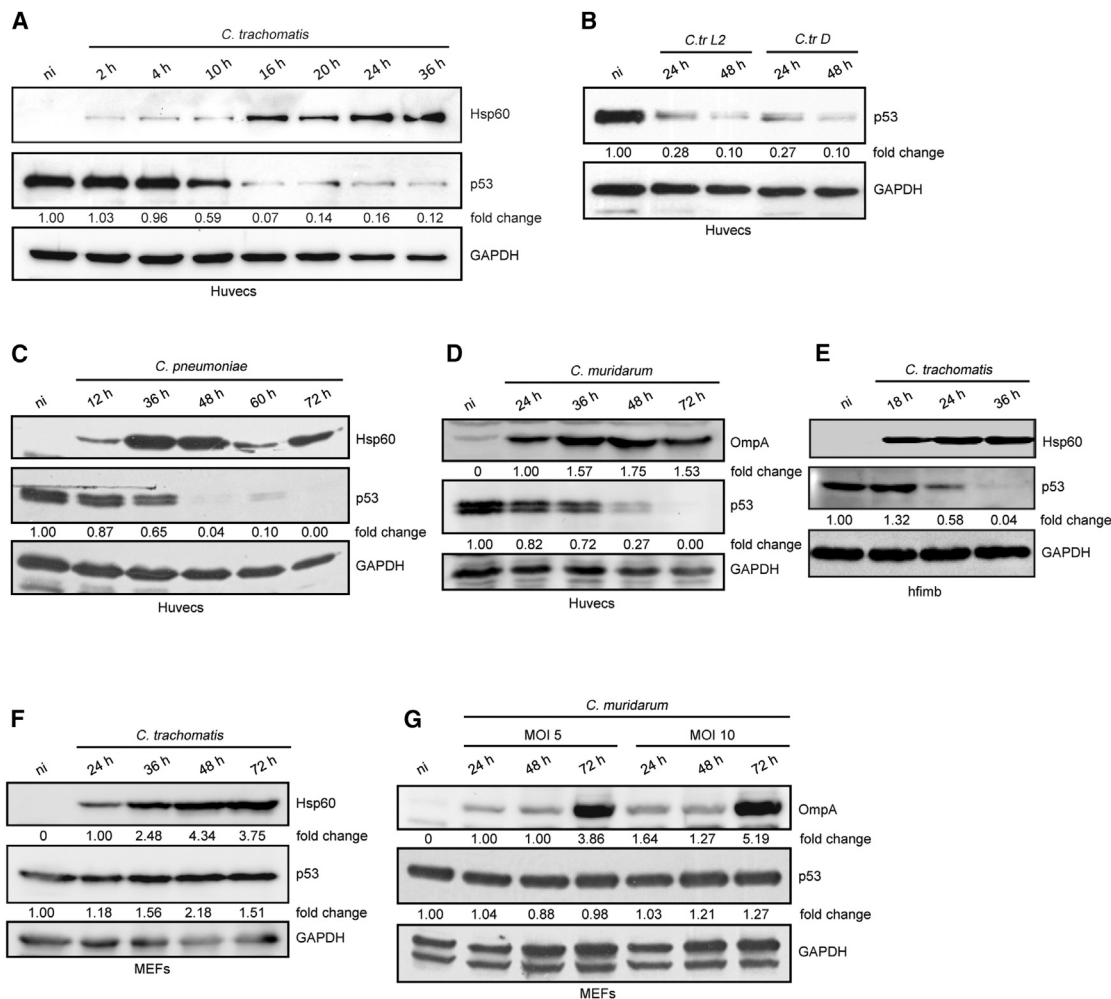 A
C. trachomatis
ni 2 h 4 h 10 h 16 h 20 h 24 h 36 h
Hsp60
p53
1.00 1.03 0.96 0.59 0.07 0.14 0.16 0.12 fold change
GAPDH
Huvecs
B
C.tr L2 C.tr D
ni 24 h 48 h 24 h 48 h
p53
1.00 0.28 0.10 0.27 0.10 fold change
GAPDH
Huvecs
C
C. pneumoniae
ni 12 h 36 h 48 h 60 h 72 h
Hsp60
p53
1.00 0.87 0.65 0.04 0.10 0.00 fold change
GAPDH
Huvecs
D
C. muridarum
ni 24 h 36 h 48 h 72 h
OmpA
0 1.00 1.57 1.75 1.53 fold change
p53
1.00 0.82 0.72 0.27 0.00 fold change
GAPDH
Huvecs
E
C. trachomatis
ni 18 h 24 h 36 h
Hsp60
p53
1.00 1.32 0.58 0.04 fold change
GAPDH
hfimb
F
C. trachomatis
ni 24 h 36 h 48 h 72 h
Hsp60
0 1.00 2.48 4.34 3.75 fold change
p53
1.00 1.18 1.56 2.18 1.51 fold change
GAPDH
MEFs
G
C. muridarum
MOI 5 MOI 10
ni 24 h 48 h 72 h 24 h 48 h 72 h
OmpA
0 1.00 1.00 3.86 1.64 1.27 5.19 fold change
p53
1.00 1.04 0.88 0.98 1.03 1.21 1.27 fold change
GAPDH
MEFs